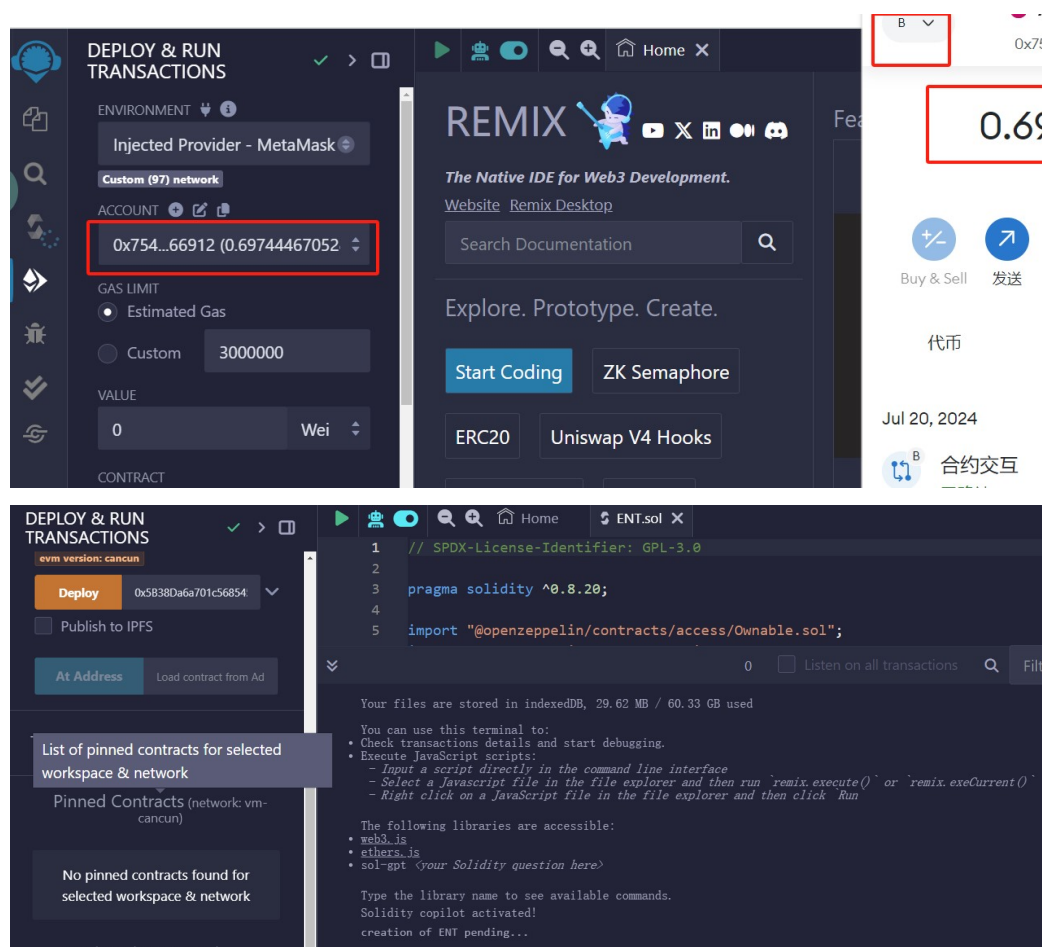 DEPLOY & RUN
TRANSACTIONS
ENVIRONMENT
Injected Provider - MetaMask
Custom (97) network
ACCOUNT
0x754...66912 (0.69744467052
GAS LIMIT
Estimated Gas
Custom 3000000
VALUE
0 Wei
CONTRACT
Home
REMIX
The Native IDE for Web3 Development.
Website Remix Desktop
Search Documentation
Explore. Prototype. Create.
Start Coding ZK Semaphore
ERC20 Uniswap V4 Hooks
Fea
B
0x75
0.69
Buy & Sell 发送
代币
Jul 20, 2024
B
合约交互
DEPLOY & RUN
TRANSACTIONS
evm version: cancun
Deploy 0x5B38Da6a701c56854
Publish to IPFS
At Address Load contract from Ad
List of pinned contracts for selected
workspace & network
Pinned Contracts (network: vm-
cancun)
No pinned contracts found for
selected workspace & network
Home ENT.sol
1 // SPDX-License-Identifier: GPL-3.0
2
3 pragma solidity ^0.8.20;
4
5 import "@openzeppelin/contracts/access/Ownable.sol";
0 Listen on all transactions Filt
Your files are stored in indexedDB, 29.62 MB / 60.33 GB used
You can use this terminal to:
• Check transactions details and start debugging.
• Execute JavaScript scripts:
- Input a script directly in the command line interface
- Select a Javascript file in the file explorer and then run `remix.execute()` or `remix.exeCurrent()`
- Right click on a JavaScript file in the file explorer and then click `Run`
The following libraries are accessible:
• web3.js
• ethers.js
• sol-gpt <your Solidity question here>
Type the library name to see available commands.
Solidity copilot activated!
creation of ENT pending...